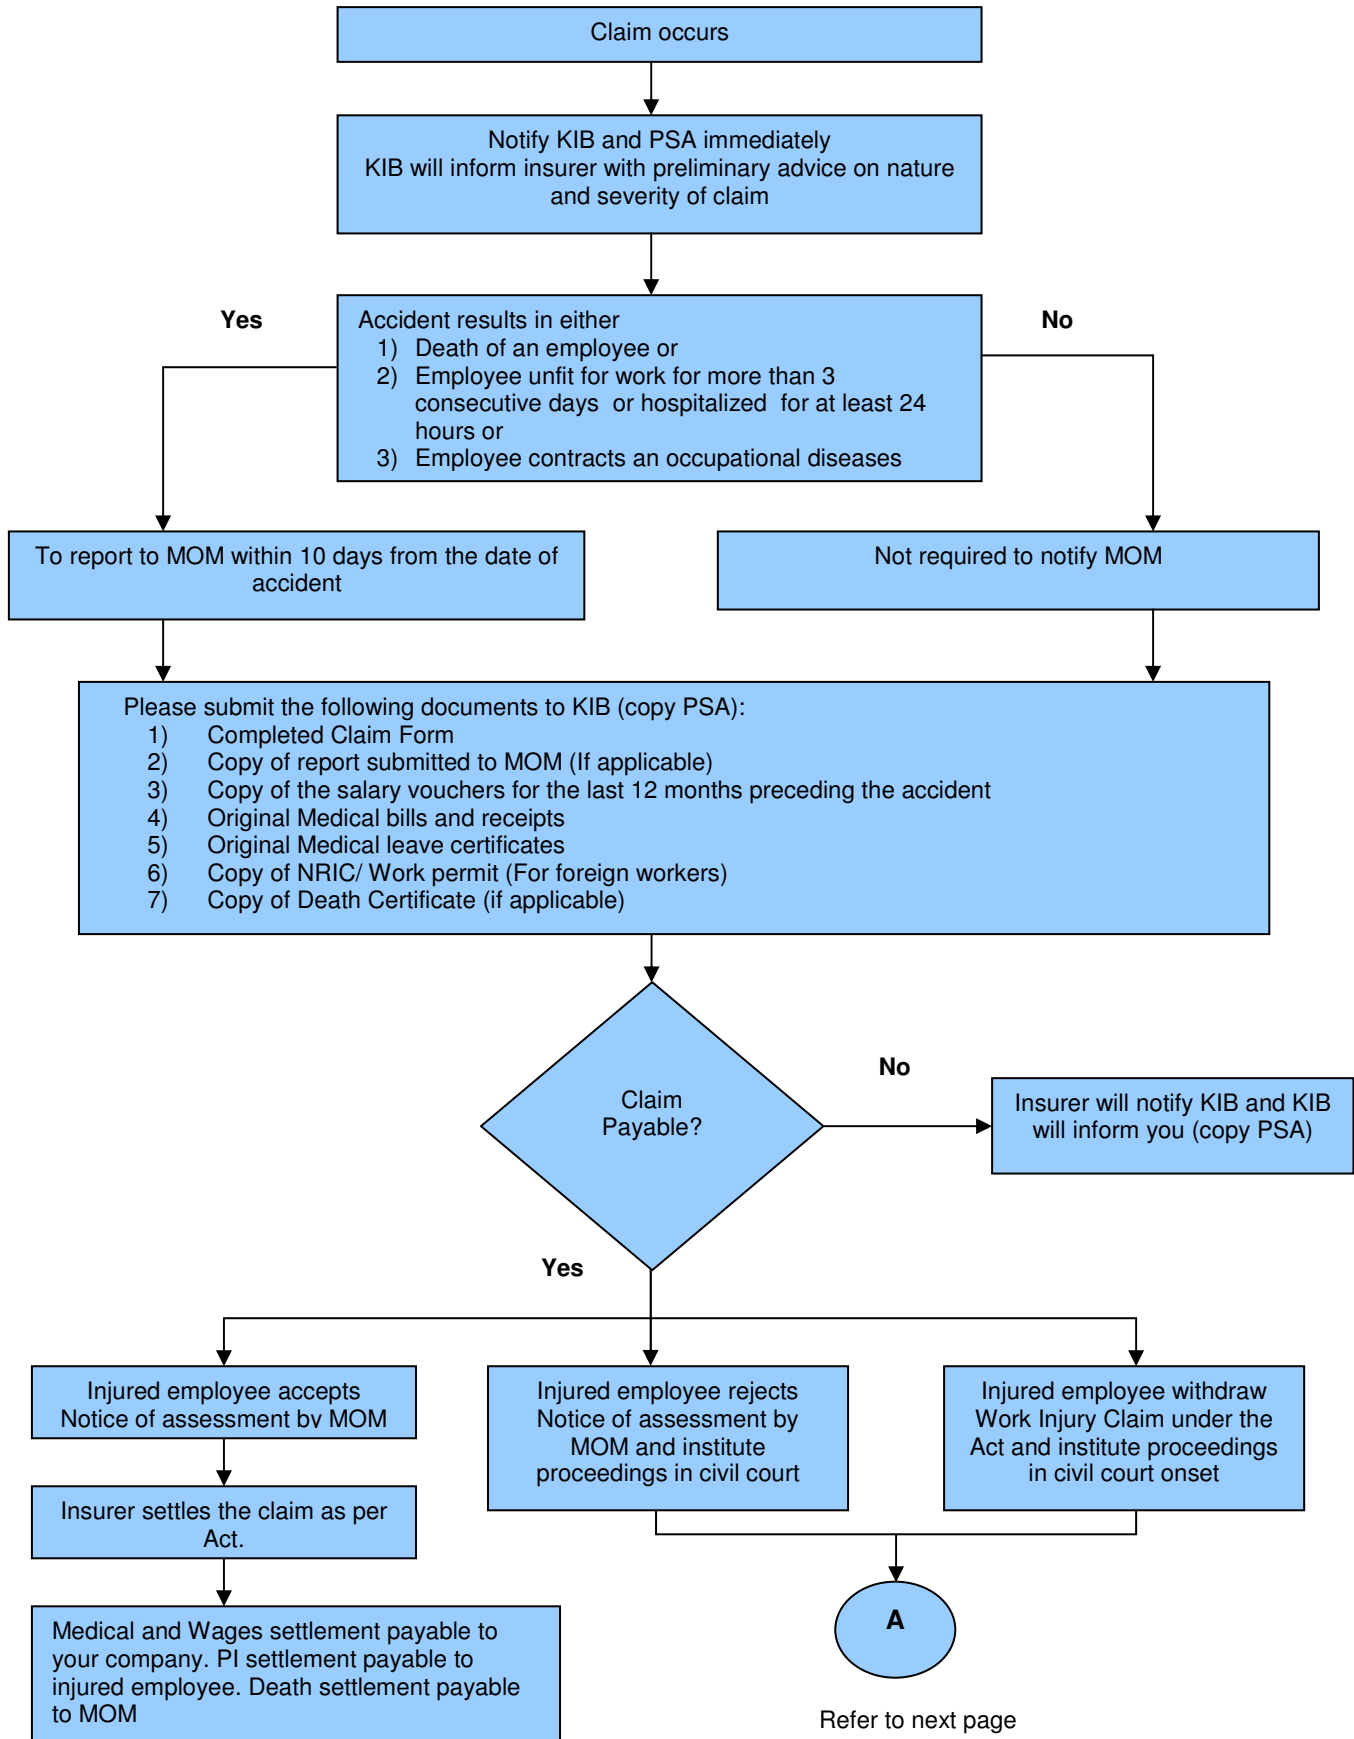 Claim occurs
Notify KIB and PSA immediately
KIB will inform insurer with preliminary advice on nature
and severity of claim
Yes
No
Accident results in either
1) Death of an employee or
2) Employee unfit for work for more than 3
consecutive days or hospitalized for at least 24
hours or
3) Employee contracts an occupational diseases
To report to MOM within 10 days from the date of
accident
Not required to notify MOM
Please submit the following documents to KIB (copy PSA):
1) Completed Claim Form
2) Copy of report submitted to MOM (If applicable)
3) Copy of the salary vouchers for the last 12 months preceding the accident
4) Original Medical bills and receipts
5) Original Medical leave certificates
6) Copy of NRIC/ Work permit (For foreign workers)
7) Copy of Death Certificate (if applicable)
Claim
Payable?
No
Insurer will notify KIB and KIB
will inform you (copy PSA)
Yes
Injured employee accepts
Notice of assessment by MOM
Injured employee rejects
Notice of assessment by
MOM and institute
proceedings in civil court
Injured employee withdraw
Work Injury Claim under the
Act and institute proceedings
in civil court onset
Insurer settles the claim as per
Act.
Medical and Wages settlement payable to
your company. PI settlement payable to
injured employee. Death settlement payable
to MOM
A
Refer to next page